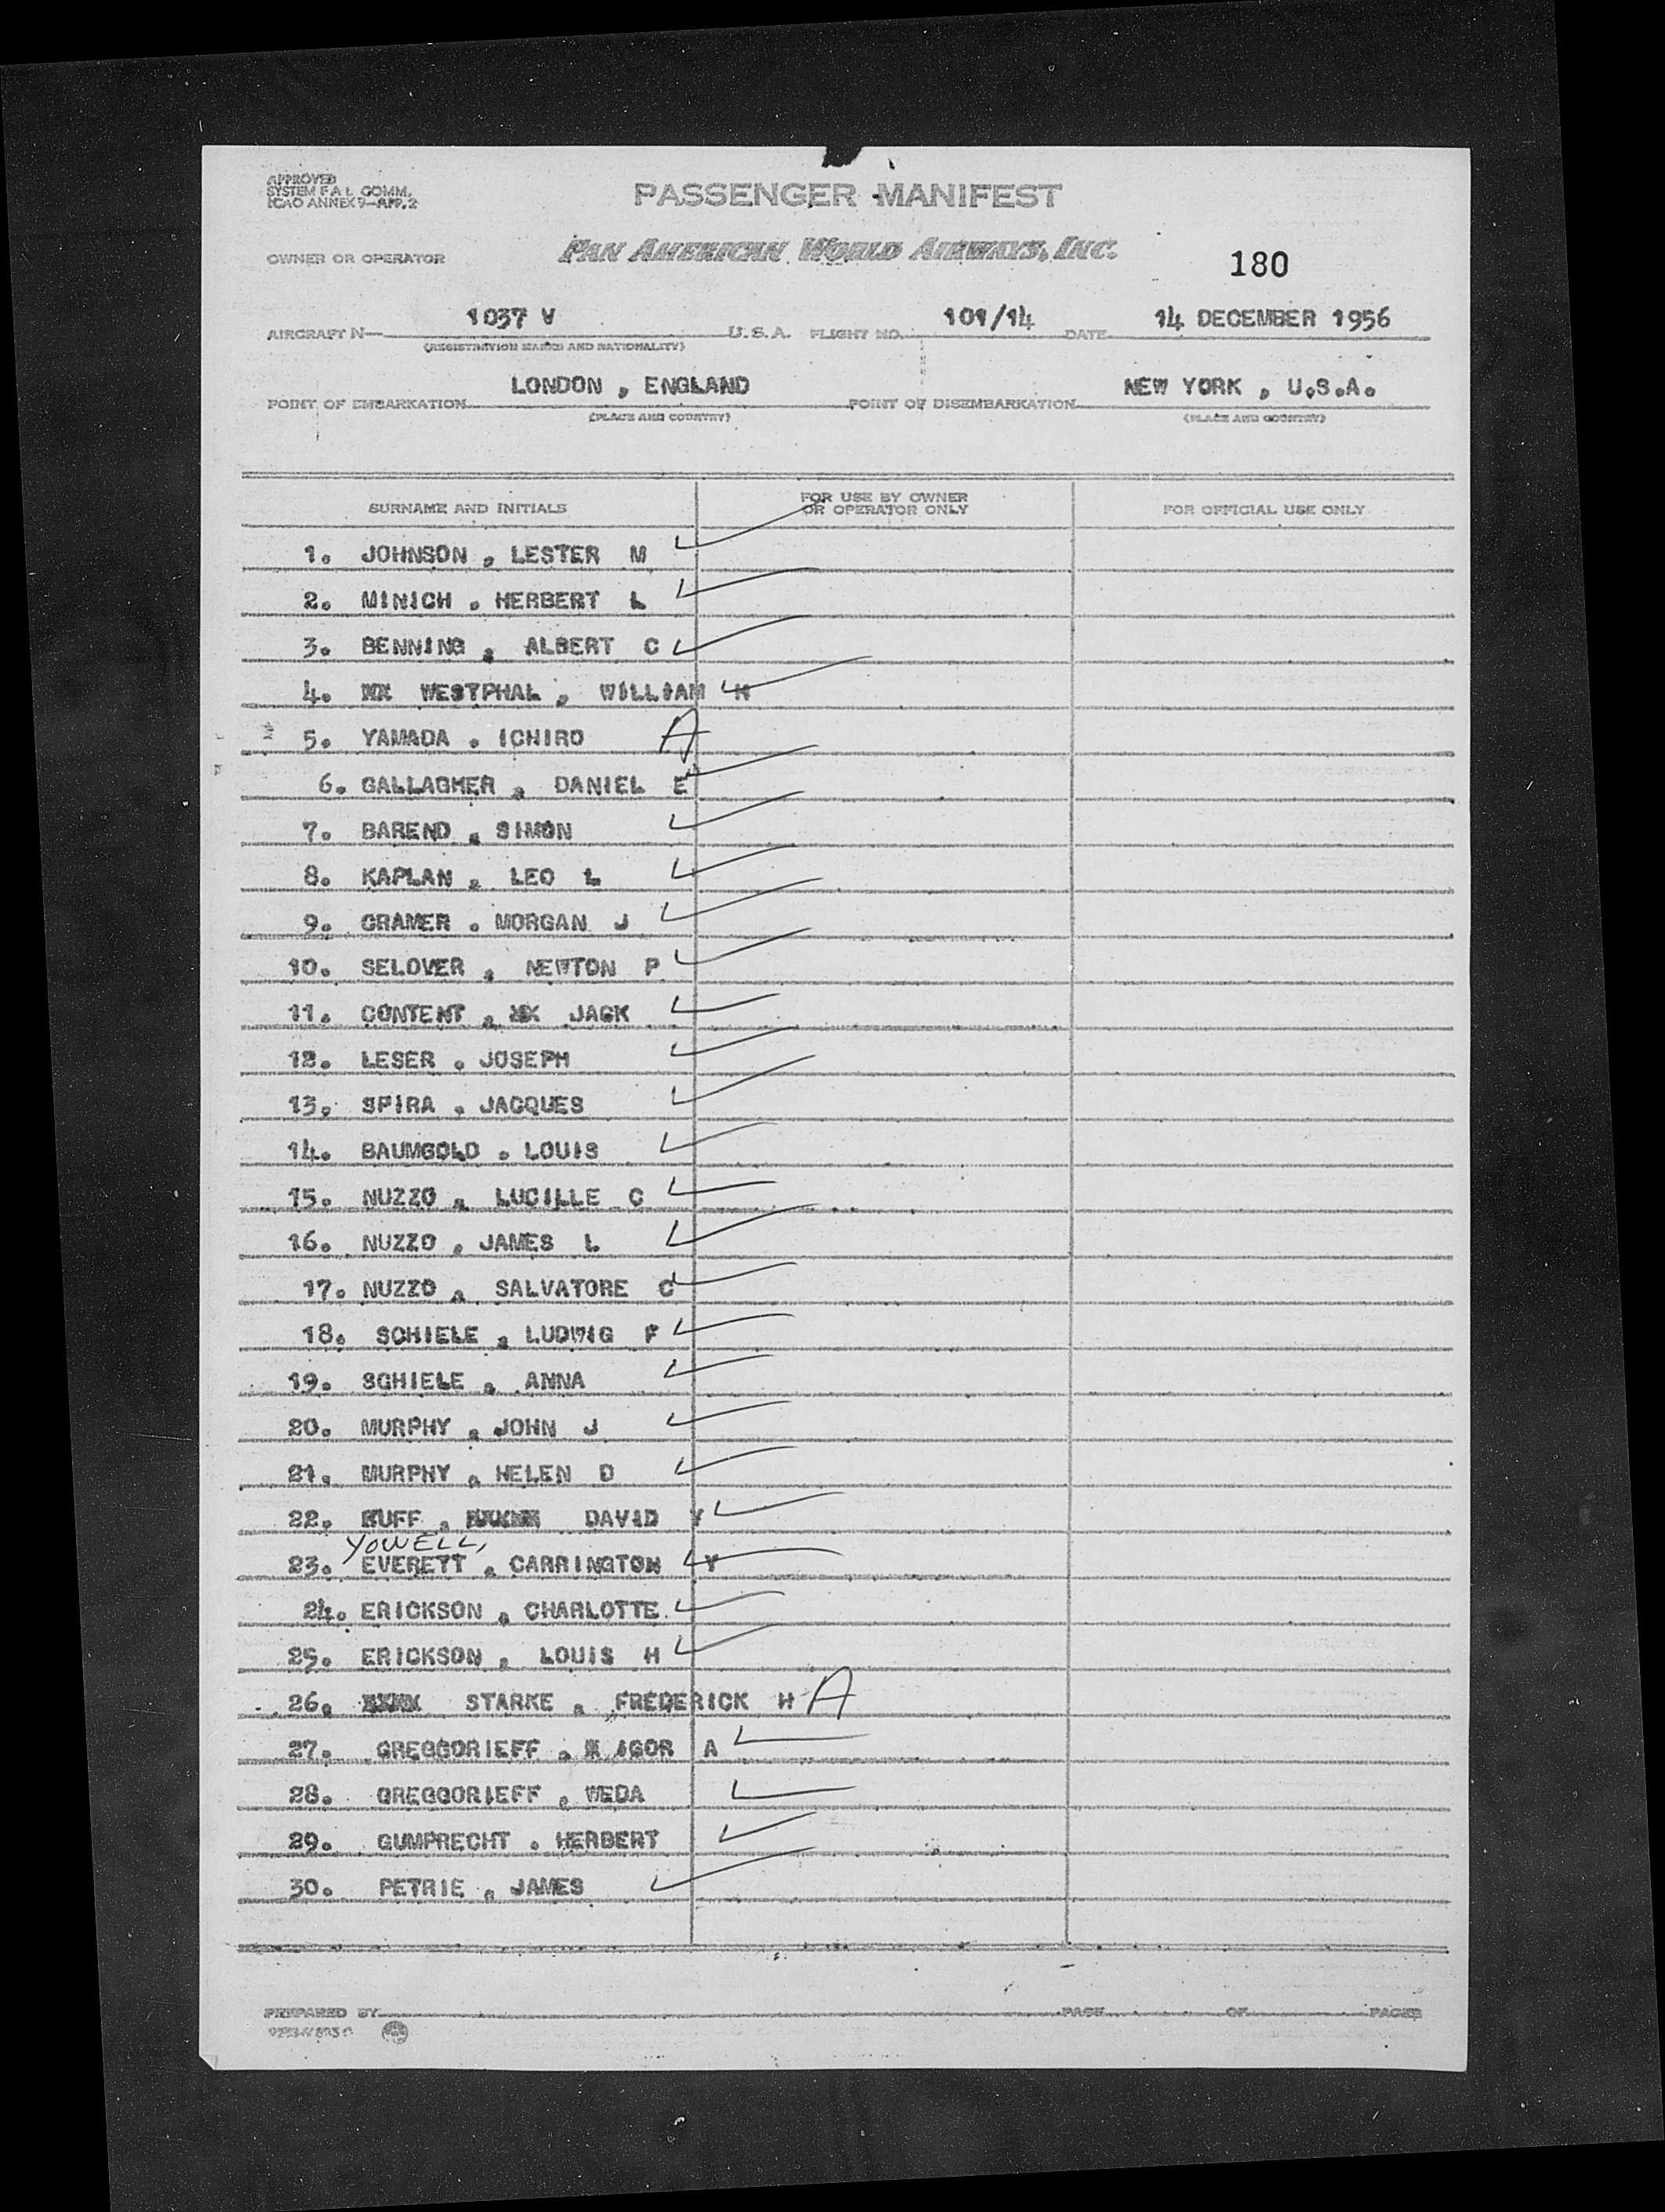 APPROVED
SYSTEM F A L COMM.
ICAO ANNEX 9-APP. 2
PASSENGER MANIFEST
OWNER OR OPERATOR PAN AMERICAN WORLD AIRWAYS, INC.
180
AIRCRAFT N- 1037 V U. S. A. FLIGHT NO. 101/14 DATE 14 DECEMBER 1956
(REGISTRATION MARKS AND NATIONALITY)
POINT OF EMBARKATION LONDON , ENGLAND POINT OF DISEMBARKATION NEW YORK , U.S.A.
(PLACE AND COUNTRY) (PLACE AND COUNTRY)
SURNAME AND INITIALS FOR USE BY OWNER OR OPERATOR ONLY FOR OFFICIAL USE ONLY
1. JOHNSON , LESTER M
2. MINICH , HERBERT L
3. BENNING , ALBERT C
4. XX WESTPHAL , WILLIAM H
5. YAMADA , ICHIRO A
6. GALLAGHER , DANIEL E
7. BAREND , SIMON
8. KAPLAN , LEO L
9. CRAMER , MORGAN J
10. SELOVER , NEWTON P
11. CONTENT , XX JACK
12. LESER , JOSEPH
13. SPIRA , JACQUES
14. BAUMGOLD , LOUIS
15. NUZZO , LUCILLE C
16. NUZZO , JAMES L
17. NUZZO , SALVATORE C
18. SCHIELE , LUDWIG F
19. SCHIELE , ANNA
20. MURPHY , JOHN J
21. MURPHY , HELEN D
22. RUFF , DAVID Y
YOWELL,
23. EVERETT , CARRINGTON Y
24. ERICKSON , CHARLOTTE
25. ERICKSON , LOUIS H
26. STARKE , FREDERICK H A
27. GREGGORIEFF , X IGOR A
28. GREGGORIEFF , WEDA
29. GUMPRECHT , HERBERT
30. PETRIE , JAMES
PREPARED BY PAGE OF PAGES